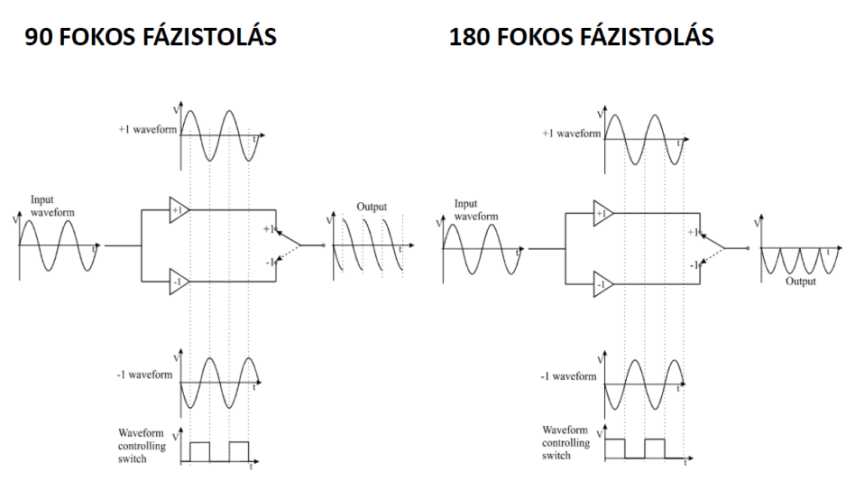 90 FOKOS FÁZISTOLÁS
V
+1 waveform
t
Input
waveform
V
t
+1
-1
+1
-1
Output
V
t
-1 waveform
V
t
Waveform
controlling
switch
V
t
180 FOKOS FÁZISTOLÁS
V
+1 waveform
t
Input
waveform
V
t
+1
-1
+1
-1
V
t
Output
-1 waveform
V
t
Waveform
controlling
switch
V
t